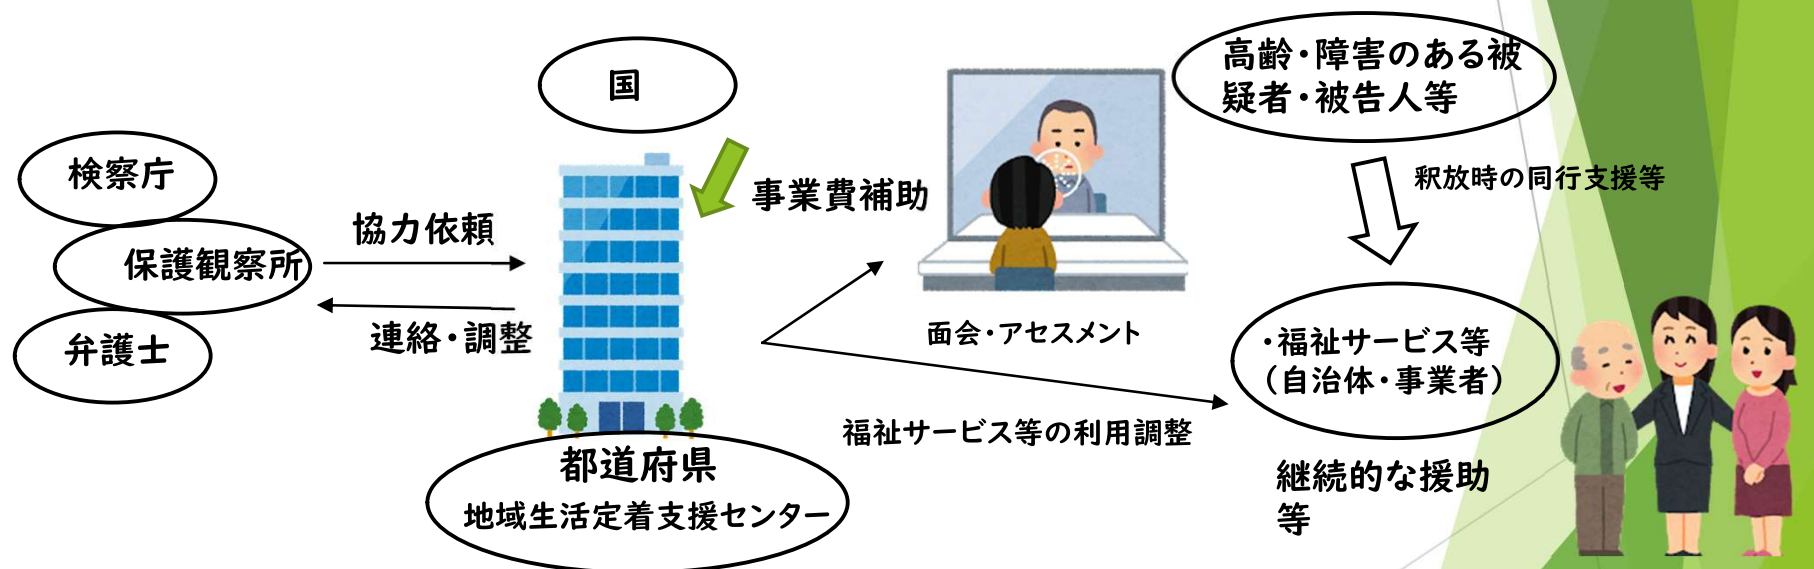 国
検察庁
保護観察所
弁護士
協力依頼
連絡・調整
事業費補助
都道府県
地域生活定着支援センター
面会・アセスメント
福祉サービス等の利用調整
高齢・障害のある被
疑者・被告人等
釈放時の同行支援等
・福祉サービス等
（自治体・事業者）
継続的な援助
等